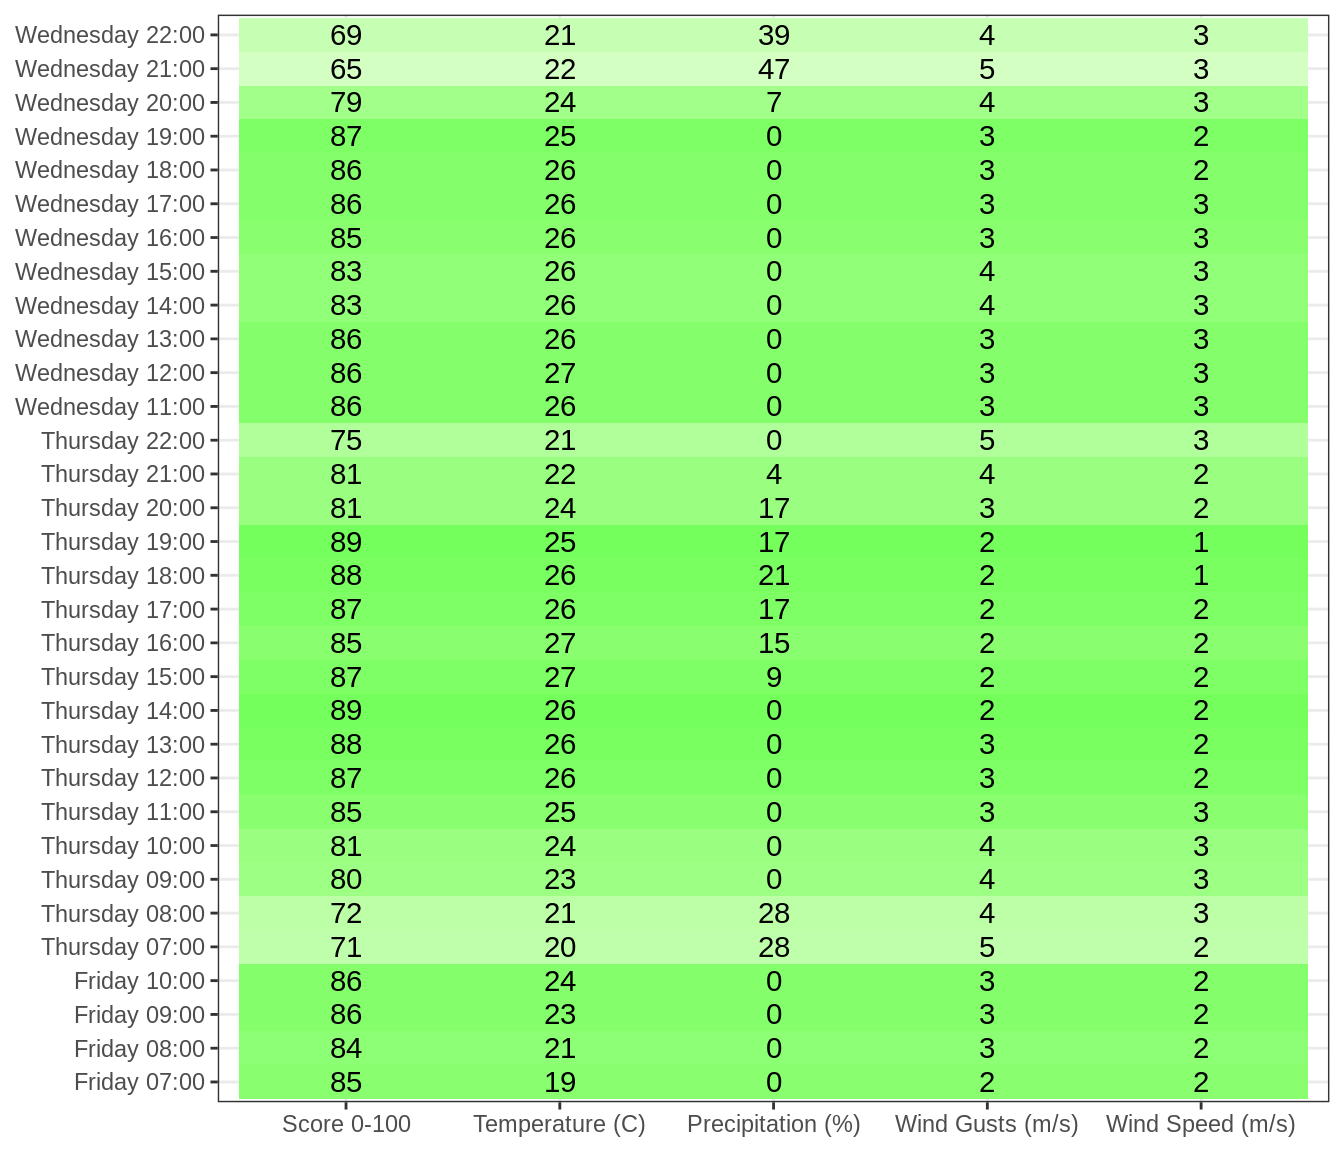 Wednesday 22:00 69 21 39 4 3
Wednesday 21:00 65 22 47 5 3
Wednesday 20:00 79 24 7 4 3
Wednesday 19:00 87 25 0 3 2
Wednesday 18:00 86 26 0 3 2
Wednesday 17:00 86 26 0 3 3
Wednesday 16:00 85 26 0 3 3
Wednesday 15:00 83 26 0 4 3
Wednesday 14:00 83 26 0 4 3
Wednesday 13:00 86 26 0 3 3
Wednesday 12:00 86 27 0 3 3
Wednesday 11:00 86 26 0 3 3
Thursday 22:00 75 21 0 5 3
Thursday 21:00 81 22 4 4 2
Thursday 20:00 81 24 17 3 2
Thursday 19:00 89 25 17 2 1
Thursday 18:00 88 26 21 2 1
Thursday 17:00 87 26 17 2 2
Thursday 16:00 85 27 15 2 2
Thursday 15:00 87 27 9 2 2
Thursday 14:00 89 26 0 2 2
Thursday 13:00 88 26 0 3 2
Thursday 12:00 87 26 0 3 2
Thursday 11:00 85 25 0 3 3
Thursday 10:00 81 24 0 4 3
Thursday 09:00 80 23 0 4 3
Thursday 08:00 72 21 28 4 3
Thursday 07:00 71 20 28 5 2
Friday 10:00 86 24 0 3 2
Friday 09:00 86 23 0 3 2
Friday 08:00 84 21 0 3 2
Friday 07:00 85 19 0 2 2
Score 0-100 Temperature (C) Precipitation (%) Wind Gusts (m/s) Wind Speed (m/s)